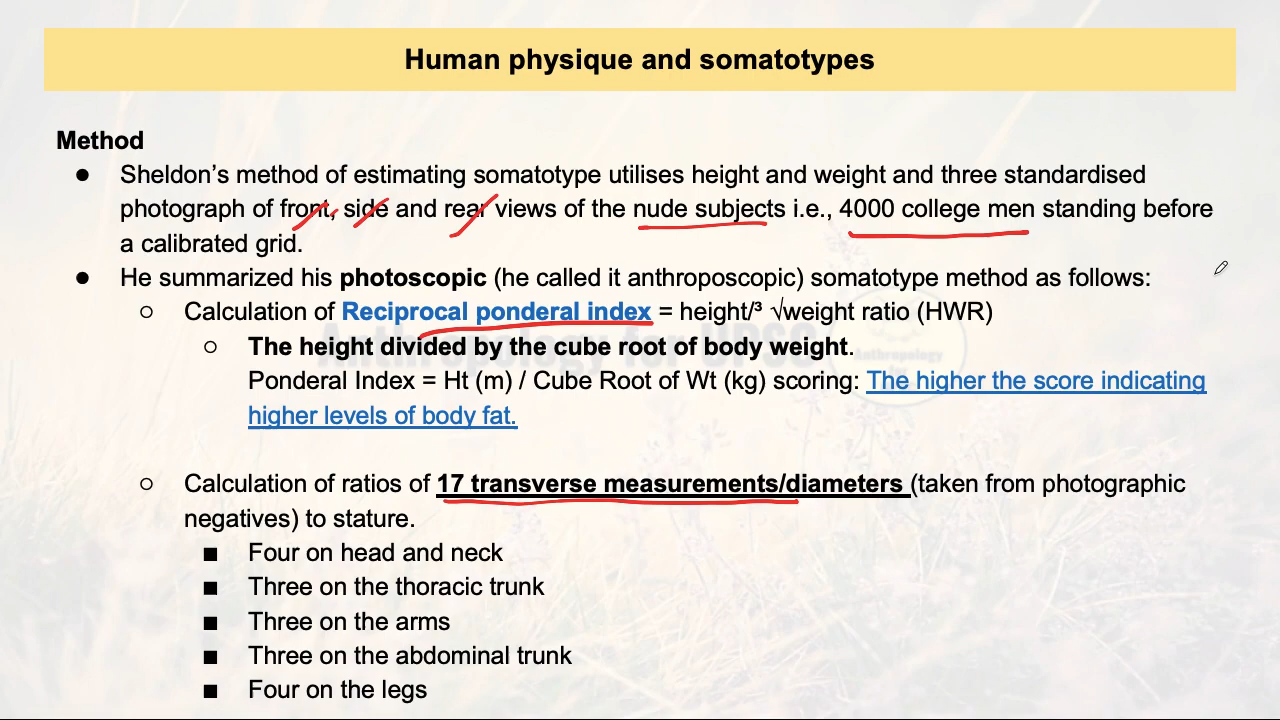 Human physique and somatotypes
Method
● Sheldon’s method of estimating somatotype utilises height and weight and three standardised
photograph of front, side and rear views of the nude subjects i.e., 4000 college men standing before
a calibrated grid.
● He summarized his photoscopic (he called it anthroposcopic) somatotype method as follows:
○ Calculation of Reciprocal ponderal index = height/³ √weight ratio (HWR)
○ The height divided by the cube root of body weight.
Ponderal Index = Ht (m) / Cube Root of Wt (kg) scoring: The higher the score indicating
higher levels of body fat.
○ Calculation of ratios of 17 transverse measurements/diameters (taken from photographic
negatives) to stature.
■ Four on head and neck
■ Three on the thoracic trunk
■ Three on the arms
■ Three on the abdominal trunk
■ Four on the legs
Anthropology for UPSC
Anthropology
for